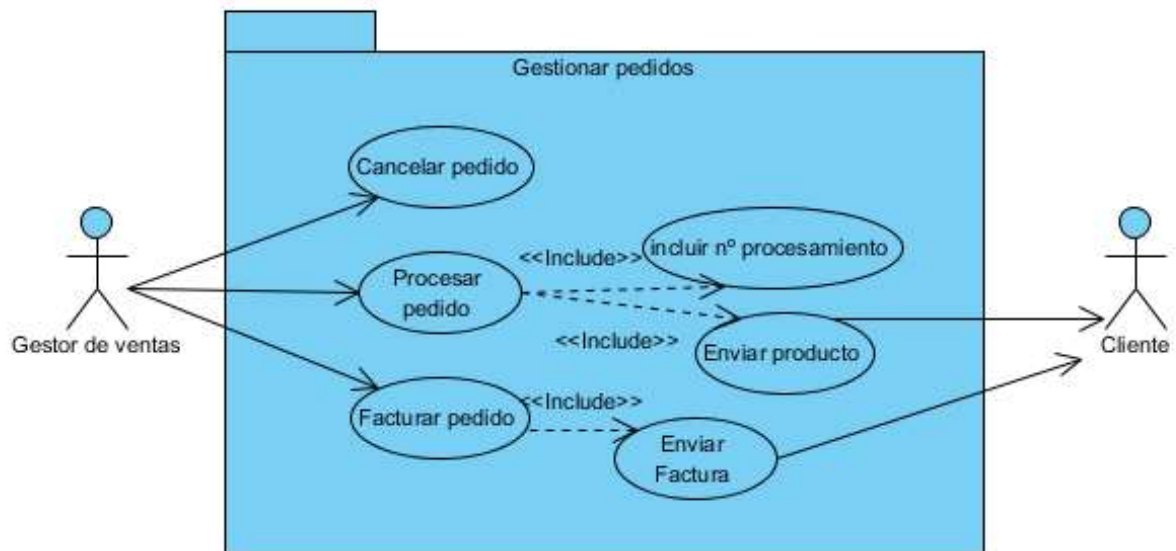 Gestionar pedidos
Cancelar pedido
<<Include>>
incluir nº procesamiento
Procesar
pedido
<<Include>>
Enviar producto
Gestor de ventas
Cliente
Facturar pedido
<<Include>>
Enviar
Factura